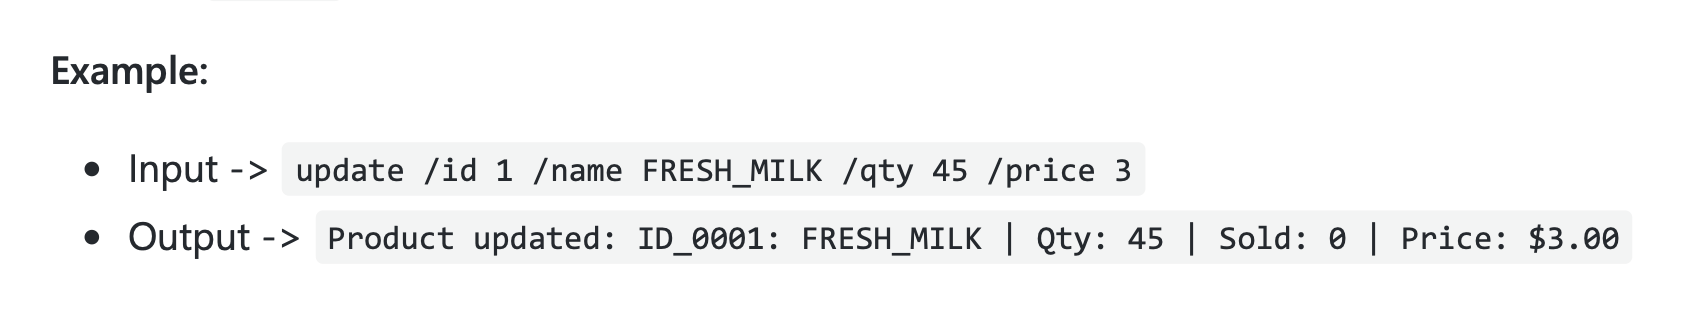 Example:
• Input -> update /id 1 /name FRESH_MILK /qty 45 /price 3
• Output -> Product updated: ID_0001: FRESH_MILK | Qty: 45 | Sold: 0 | Price: $3.00